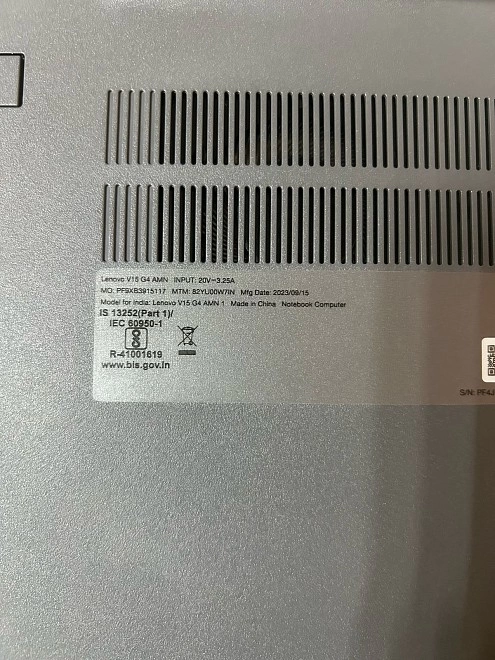 Lenovo V15 G4 AMN INPUT: 20V⎓3.25A
MO: PF9XB3915117 MTM: 82YU00W7IN Mfg Date: 2023/09/15
Model for India: Lenovo V15 G4 AMN 1 Made in China Notebook Computer
IS 13252(Part 1)/
IEC 60950-1
R-41001619
www.bis.gov.in
S/N: PF4J